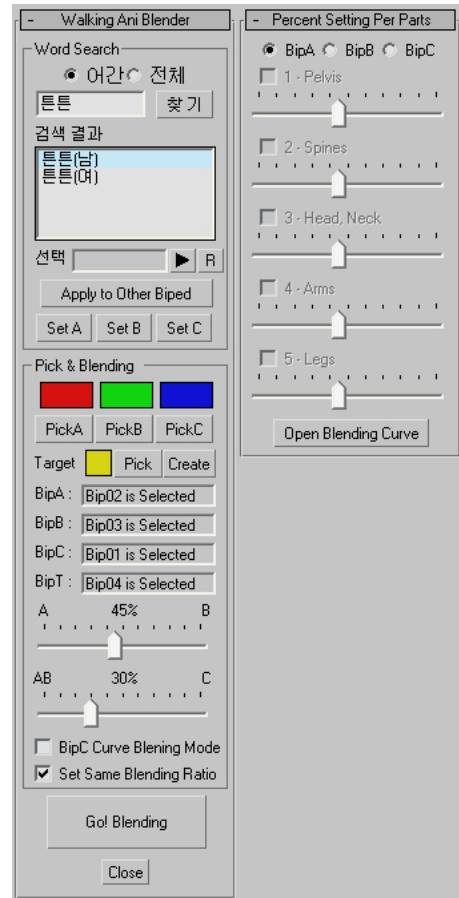 - Walking Ani Blender
Word Search
어간 전체
튼튼 찾 기
검색 결과
튼튼(남)
튼튼(여)
선택 R
Apply to Other Biped
Set A Set B Set C
Pick & Blending
PickA PickB PickC
Target Pick Create
BipA : Bip02 is Selected
BipB : Bip03 is Selected
BipC : Bip01 is Selected
BipT : Bip04 is Selected
A 45% B
AB 30% C
BipC Curve Blening Mode
Set Same Blending Ratio
Go! Blending
Close
- Percent Setting Per Parts
BipA BipB BipC
1 - Pelvis
2 - Spines
3 - Head, Neck
4 - Arms
5 - Legs
Open Blending Curve